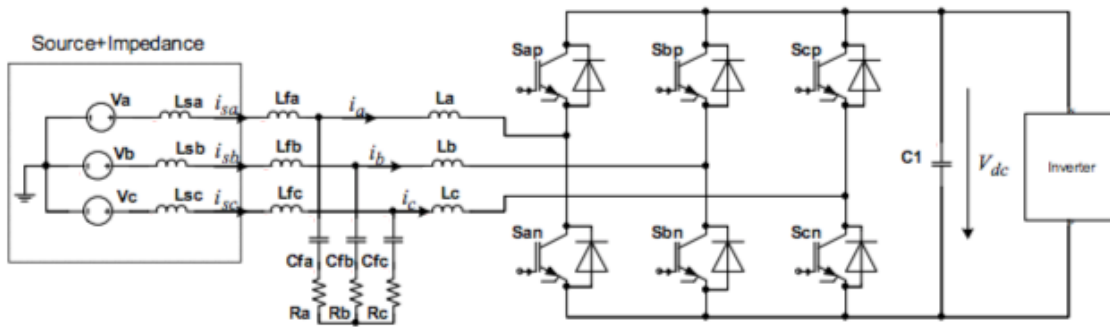 Source+Impedance
Va Lsa isa Lfa ia La
Vb Lsb isb Lfb ib Lb
Vc Lsc isc Lfc ic Lc
Cfa Cfb Cfc
Ra Rb Rc
Sap Sbp Scp
San Sbn Scn
C1 Vdc Inverter